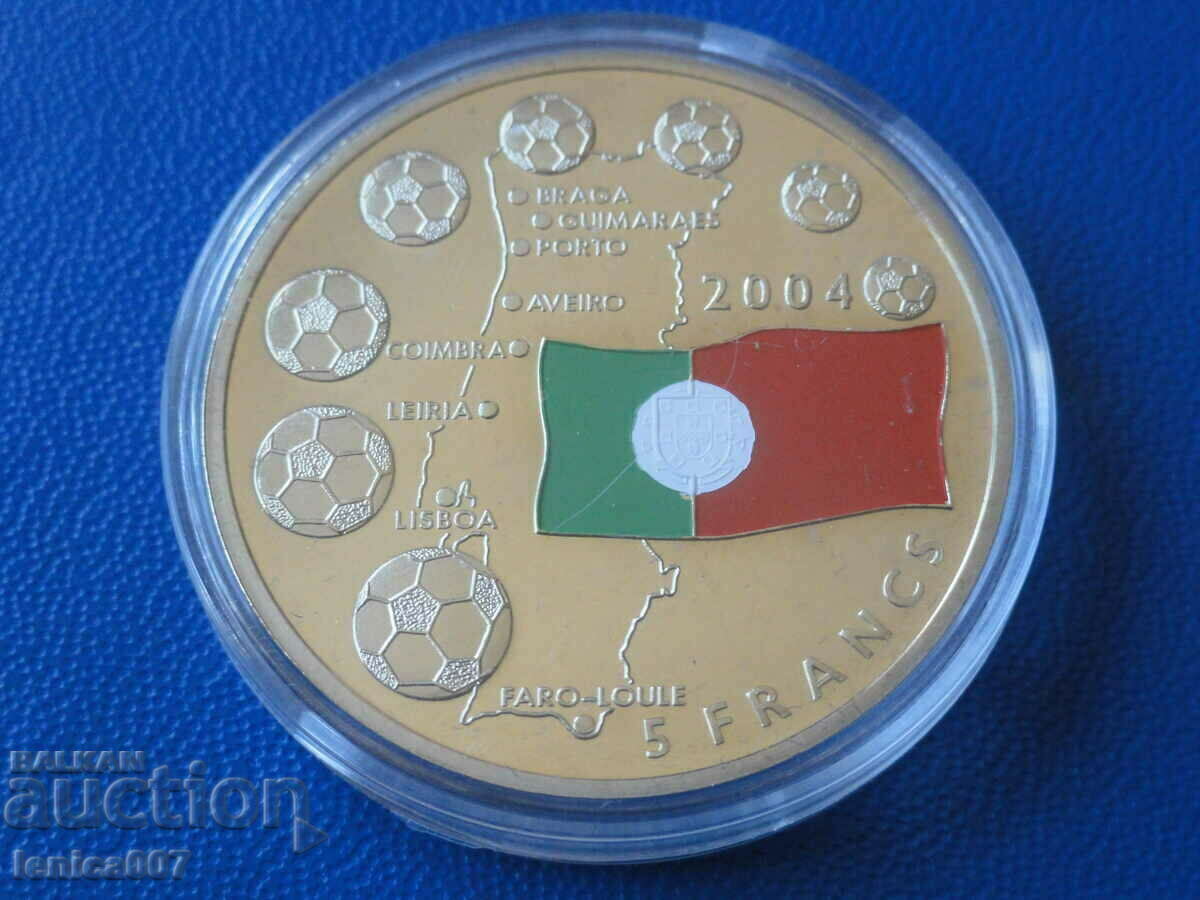 BRAGA
GUIMARAES
PORTO
2004
AVEIRO
COIMBRA
LEIRIA
LISBOA
FARO-LOULE
5 FRANCS
BALKAN
auction
lenica007